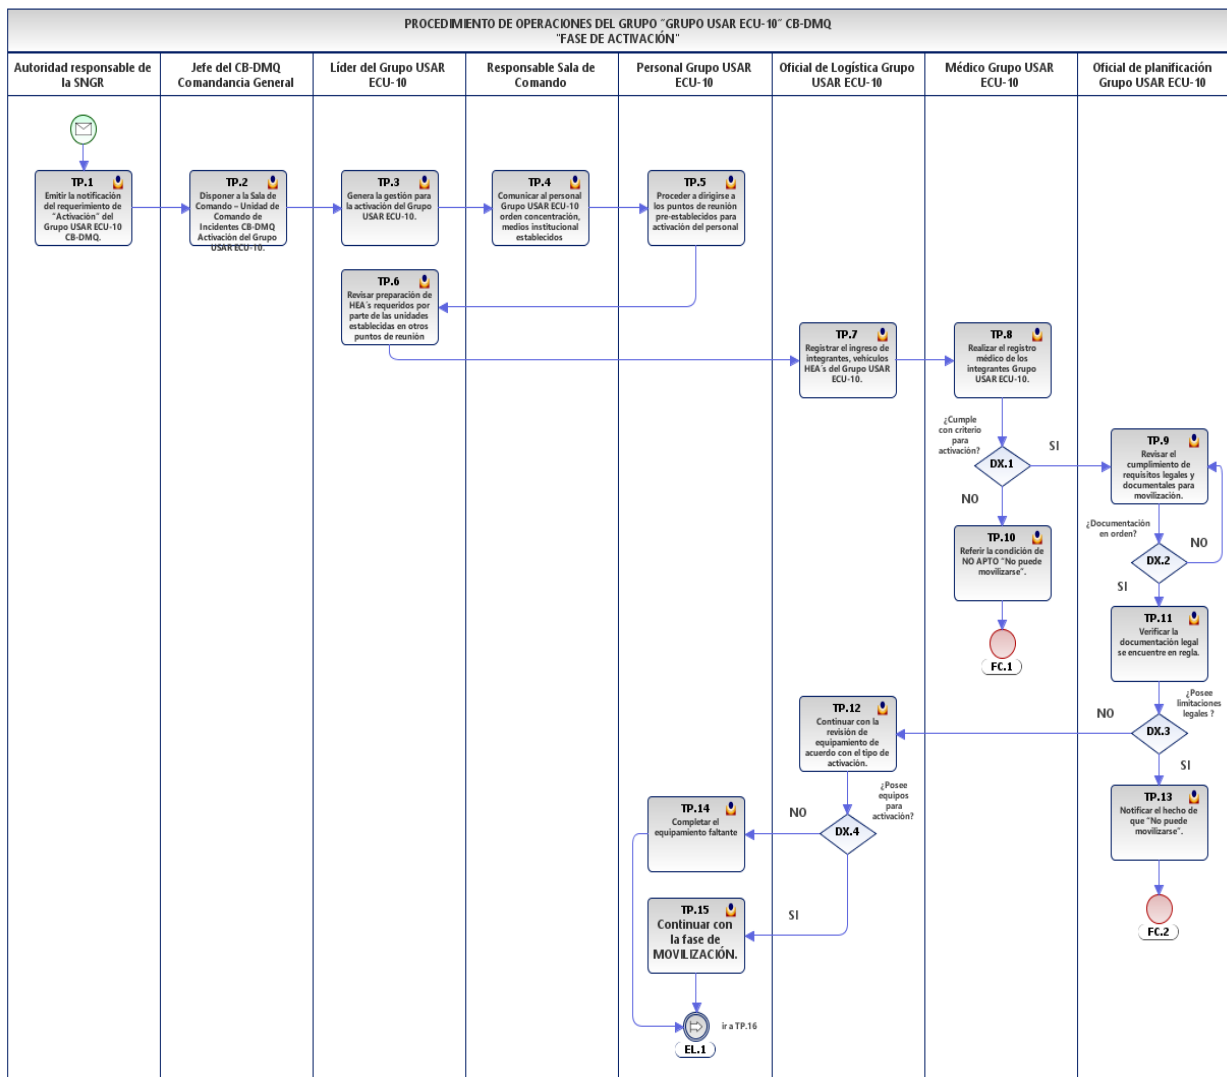 PROCEDIMIENTO DE OPERACIONES DEL GRUPO "GRUPO USAR ECU-10" CB-DMQ
"FASE DE ACTIVACIÓN"
Autoridad responsable de
la SNGR
Jefe del CB-DMQ
Comandancia General
Líder del Grupo USAR
ECU-10
Responsable Sala de
Comando
Personal Grupo USAR
ECU-10
Oficial de Logística Grupo
USAR ECU-10
Médico Grupo USAR
ECU-10
Oficial de planificación
Grupo USAR ECU-10
TP.1
Emitir la notificación
del requerimiento de
"Activación" del
Grupo USAR ECU-10
CB-DMQ.
TP.2
Disponer a la Sala de
Comando – Unidad de
Comando de
Incidentes CB-DMQ
Activación del Grupo
USAR ECU-10.
TP.3
Genera la gestión para
la activación del Grupo
USAR ECU-10.
TP.4
Comunicar al personal
Grupo USAR ECU-10
orden concentración,
medios institucional
establecidos
TP.5
Proceder a dirigirse a
los puntos de reunión
pre-establecidos para
activación del personal
TP.6
Revisar preparación de
HEA´s requeridos por
parte de las unidades
establecidas en otros
puntos de reunión
TP.7
Registrar el ingreso de
integrantes, vehículos
HEA´s del Grupo USAR
ECU-10.
TP.8
Realizar el registro
médico de los
integrantes Grupo
USAR ECU-10.
¿Cumple
con criterio
para
activación?
DX.1
SI
NO
TP.9
Revisar el
cumplimiento de
requisitos legales y
documentales para
movilización.
¿Documentación
en orden?
DX.2
NO
SI
TP.10
Referir la condición de
NO APTO "No puede
movilizarse".
FC.1
TP.11
Verificar la
documentación legal
se encuentre en regla.
¿Posee
limitaciones
legales ?
DX.3
NO
SI
TP.12
Continuar con la
revisión de
equipamiento de
acuerdo con el tipo de
activación.
¿Posee
equipos
para
activación?
DX.4
NO
SI
TP.13
Notificar el hecho de
que "No puede
movilizarse".
FC.2
TP.14
Completar el
equipamiento faltante
TP.15
Continuar con
la fase de
MOVILIZACIÓN.
ir a TP.16
EL.1